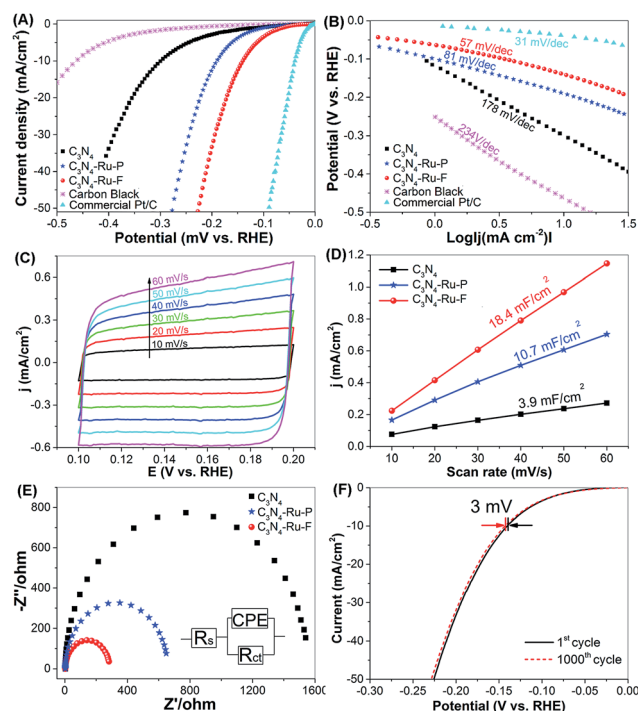 (A)
Current density (mA/cm²)
0
-10
-20
-30
-40
-50
C₃N₄
C₃N₄-Ru-P
C₃N₄-Ru-F
Carbon Black
Commercial Pt/C
-0.5 -0.4 -0.3 -0.2 -0.1 0.0
Potential (mV vs. RHE)
(B)
Potential (V vs. RHE)
0.0
-0.1
-0.2
-0.3
-0.4
-0.5
31 mV/dec
57 mV/dec
81 mV/dec
178 mV/dec
234V/dec
C₃N₄
C₃N₄-Ru-P
C₃N₄-Ru-F
Carbon Black
Commercial Pt/C
-0.5 0.0 0.5 1.0 1.5
LogIj(mA cm⁻²)I
(C)
j (mA/cm²)
0.6
0.3
0.0
-0.3
-0.6
60 mV/s
50 mV/s
40 mV/s
30 mV/s
20 mV/s
10 mV/s
0.10 0.12 0.14 0.16 0.18 0.20
E (V vs. RHE)
(D)
j (mA/cm²)
1.2
1.0
0.8
0.6
0.4
0.2
0.0
C₃N₄
C₃N₄-Ru-P
C₃N₄-Ru-F
18.4 mF/cm²
10.7 mF/cm²
3.9 mF/cm²
10 20 30 40 50 60
Scan rate (mV/s)
(E)
-Z''/ohm
800
600
400
200
0
C₃N₄
C₃N₄-Ru-P
C₃N₄-Ru-F
Rs
CPE
Rct
0 400 800 1200 1600
Z'/ohm
(F)
Current (mA/cm²)
0
-10
-20
-30
-40
-50
3 mV
1ˢᵗ cycle
1000ᵗʰ cycle
-0.30 -0.25 -0.20 -0.15 -0.10 -0.05 0.00
Potential (V vs. RHE)